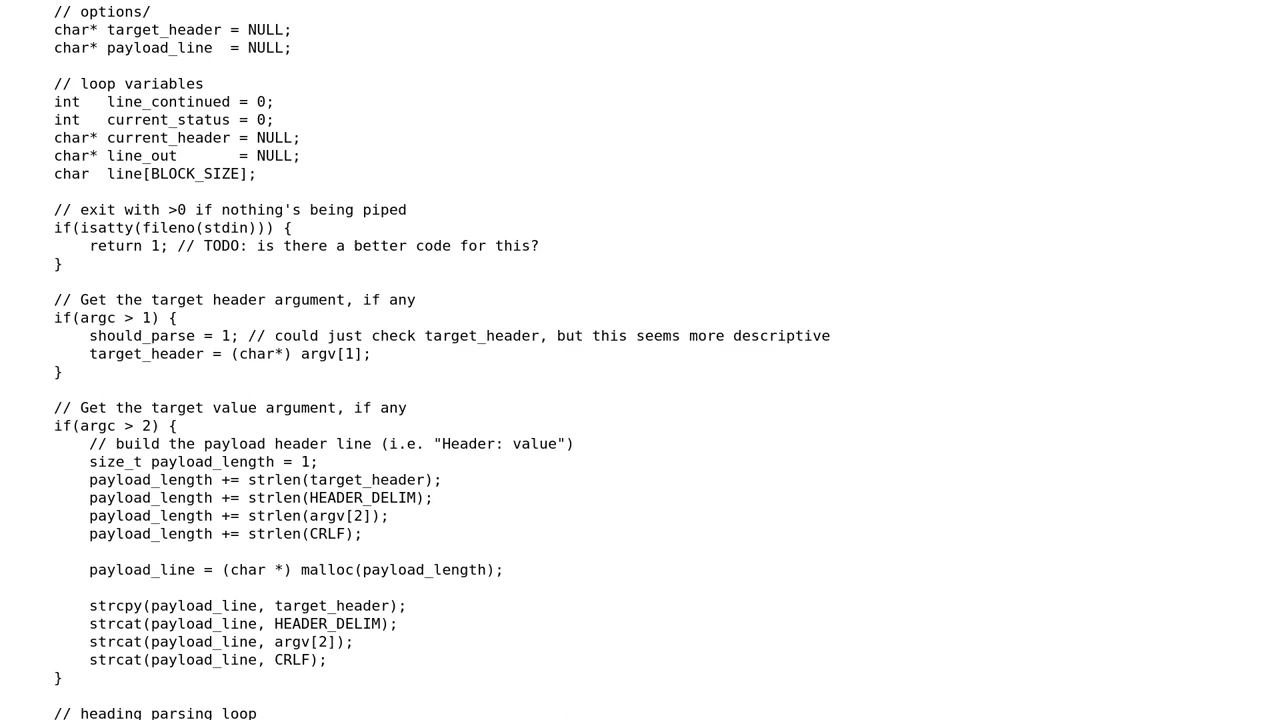 // options/
char* target_header = NULL;
char* payload_line  = NULL;

// loop variables
int   line_continued = 0;
int   current_status = 0;
char* current_header = NULL;
char* line_out       = NULL;
char  line[BLOCK_SIZE];

// exit with >0 if nothing's being piped
if(isatty(fileno(stdin))) {
    return 1; // TODO: is there a better code for this?
}

// Get the target header argument, if any
if(argc > 1) {
    should_parse = 1; // could just check target_header, but this seems more descriptive
    target_header = (char*) argv[1];
}

// Get the target value argument, if any
if(argc > 2) {
    // build the payload header line (i.e. "Header: value")
    size_t payload_length = 1;
    payload_length += strlen(target_header);
    payload_length += strlen(HEADER_DELIM);
    payload_length += strlen(argv[2]);
    payload_length += strlen(CRLF);

    payload_line = (char *) malloc(payload_length);

    strcpy(payload_line, target_header);
    strcat(payload_line, HEADER_DELIM);
    strcat(payload_line, argv[2]);
    strcat(payload_line, CRLF);
}

// heading parsing loop